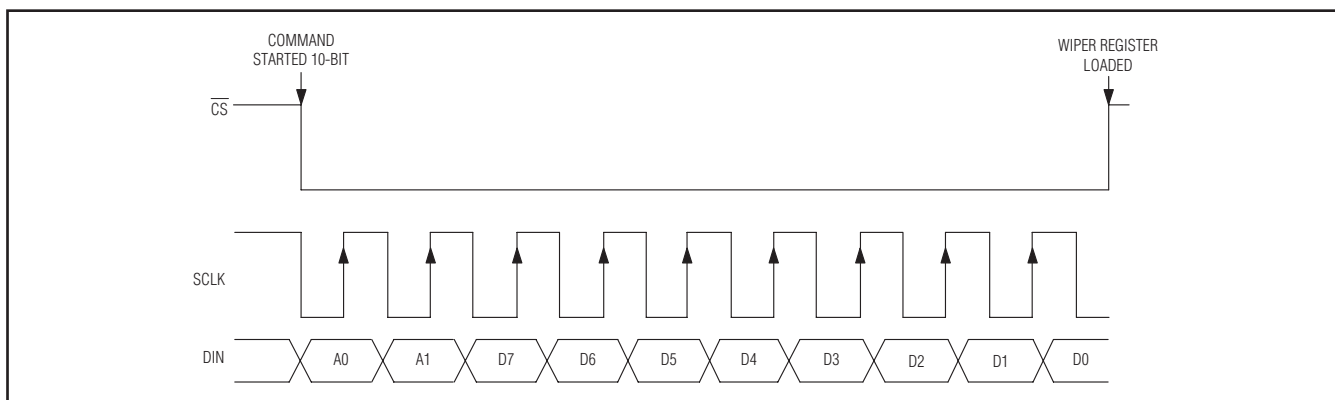 COMMAND
STARTED 10-BIT
WIPER REGISTER
LOADED
CS
SCLK
DIN
A0 A1 D7 D6 D5 D4 D3 D2 D1 D0